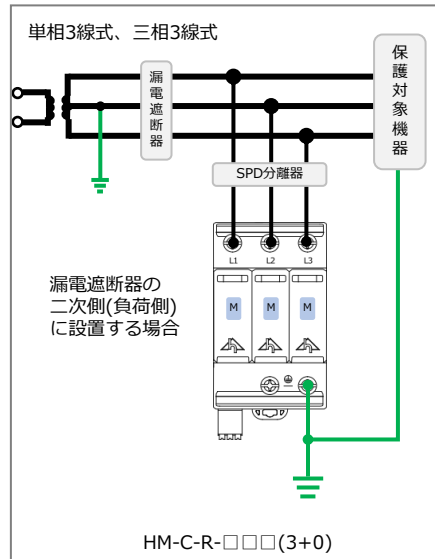 単相3線式、三相3線式
漏電遮断器
保護対象機器
SPD分離器
L1 L2 L3
漏電遮断器の
二次側(負荷側)
に設置する場合
M M M
HM-C-R-□□□(3+0)